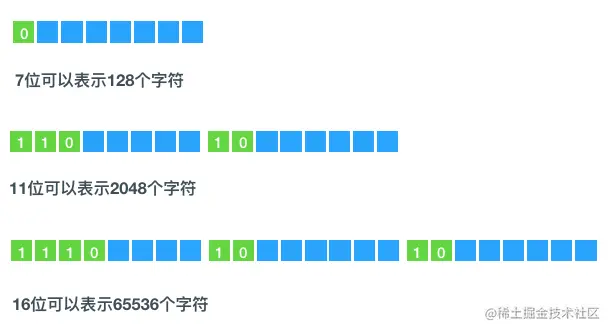 0
7位可以表示128个字符
1 1 0 1 0
11位可以表示2048个字符
1 1 1 0 1 0 1 0
16位可以表示65536个字符
@稀土掘金技术社区